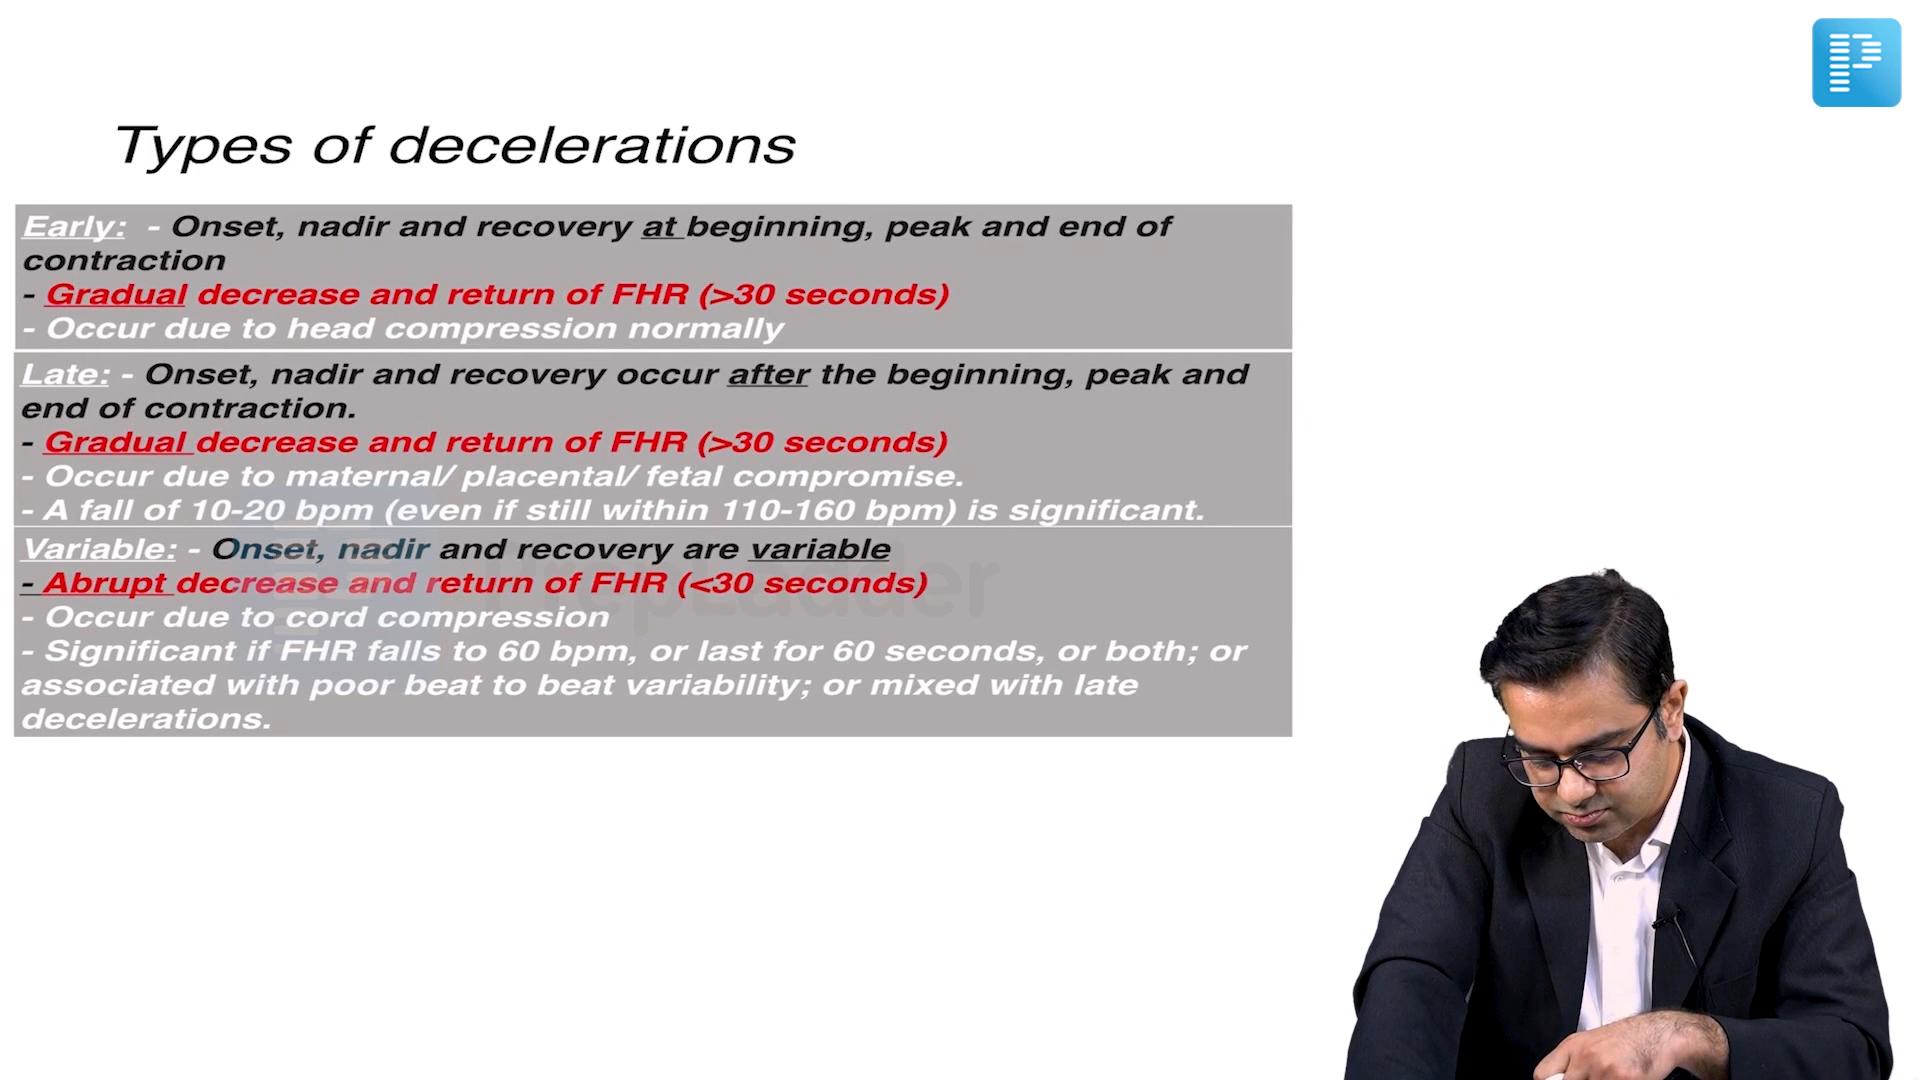 Types of decelerations
Early: - Onset, nadir and recovery at beginning, peak and end of
contraction
- Gradual decrease and return of FHR (>30 seconds)
- Occur due to head compression normally
Late: - Onset, nadir and recovery occur after the beginning, peak and
end of contraction.
- Gradual decrease and return of FHR (>30 seconds)
- Occur due to maternal/ placental/ fetal compromise.
- A fall of 10-20 bpm (even if still within 110-160 bpm) is significant.
Variable: - Onset, nadir and recovery are variable
- Abrupt decrease and return of FHR (<30 seconds)
PrepLadder
- Occur due to cord compression
- Significant if FHR falls to 60 bpm, or last for 60 seconds, or both; or
associated with poor beat to beat variability; or mixed with late
decelerations.